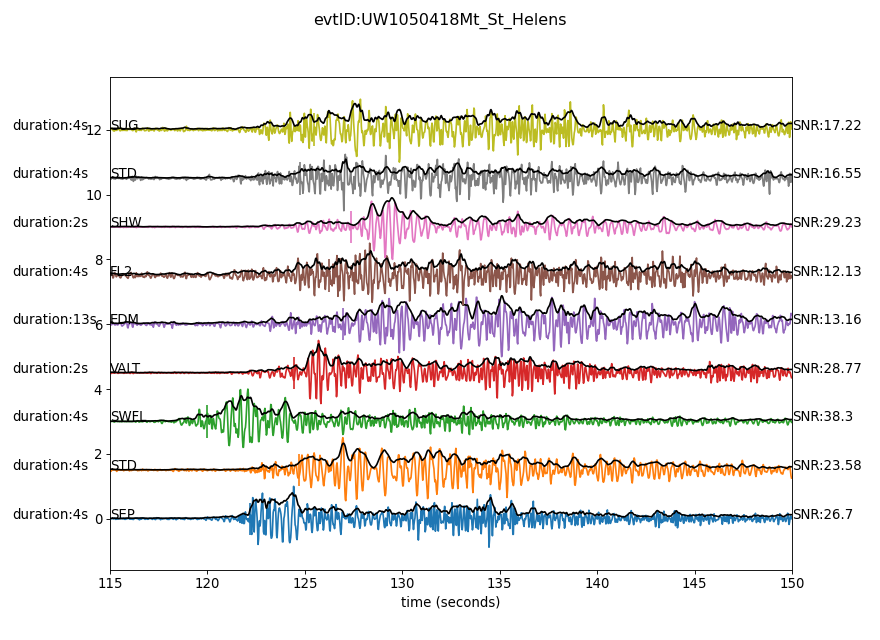 evtID:UW1050418Mt_St_Helens
duration:4s SUG SNR:17.22
12
duration:4s STD SNR:16.55
10
duration:2s SHW SNR:29.23
8
duration:4s FL2 SNR:12.13
duration:13s EDM SNR:13.16
6
duration:2s VALT SNR:28.77
4
duration:4s SWFL SNR:38.3
2
duration:4s STD SNR:23.58
duration:4s SEP SNR:26.7
0
115 120 125 130 135 140 145 150
time (seconds)